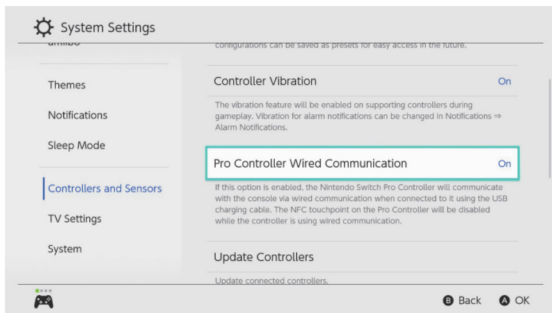 System Settings
amiibo
Themes
Notifications
Sleep Mode
Controllers and Sensors
TV Settings
System
configurations can be saved as presets for easy access in the future.
Controller Vibration On
The vibration feature will be enabled on supporting controllers during
gameplay. Vibration for alarm notifications can be changed in Notifications ⇒
Alarm Notifications.
Pro Controller Wired Communication On
If this option is enabled, the Nintendo Switch Pro Controller will communicate
with the console via wired communication when connected to it using the USB
charging cable. The NFC touchpoint on the Pro Controller will be disabled
while the controller is using wired communication.
Update Controllers
Update connected controllers.
B Back A OK